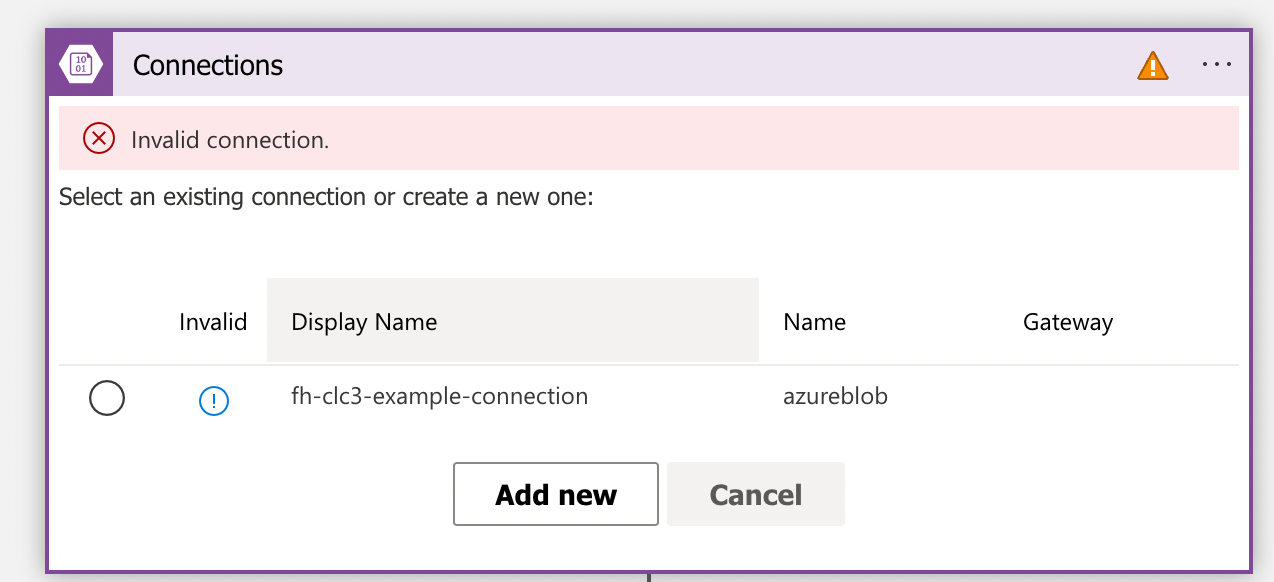 10
01
Connections
Invalid connection.
Select an existing connection or create a new one:
Invalid Display Name Name Gateway
fh-clc3-example-connection azureblob
Add new Cancel